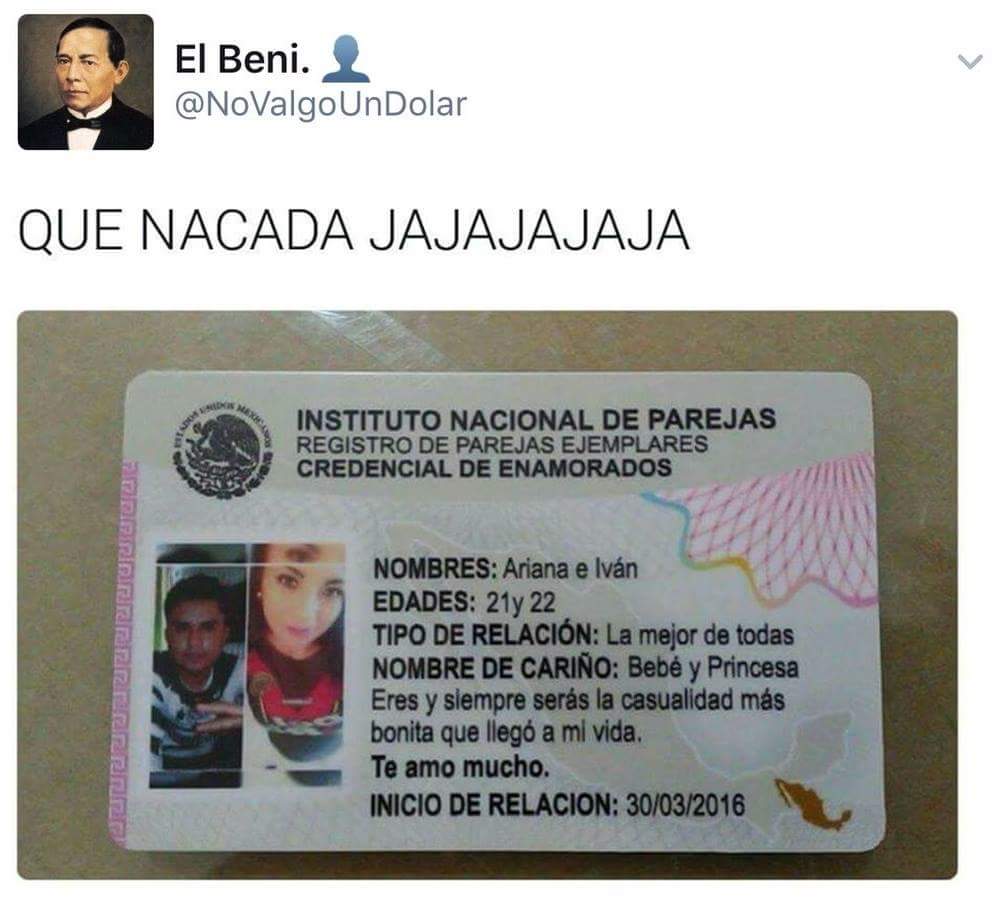 El Beni.
@NoValgoUnDolar
QUE NACADA JAJAJAJAJA
ESTADOS UNIDOS MEXICANOS
INSTITUTO NACIONAL DE PAREJAS
REGISTRO DE PAREJAS EJEMPLARES
CREDENCIAL DE ENAMORADOS
NOMBRES: Ariana e Iván
EDADES: 21y 22
TIPO DE RELACIÓN: La mejor de todas
NOMBRE DE CARIÑO: Bebé y Princesa
Eres y siempre serás la casualidad más
bonita que llegó a mi vida.
Te amo mucho.
INICIO DE RELACION: 30/03/2016